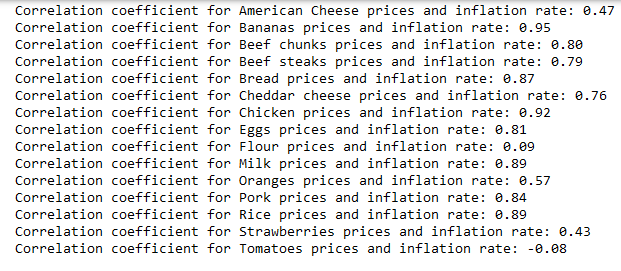 Correlation coefficient for American Cheese prices and inflation rate: 0.47
Correlation coefficient for Bananas prices and inflation rate: 0.95
Correlation coefficient for Beef chunks prices and inflation rate: 0.80
Correlation coefficient for Beef steaks prices and inflation rate: 0.79
Correlation coefficient for Bread prices and inflation rate: 0.87
Correlation coefficient for Cheddar cheese prices and inflation rate: 0.76
Correlation coefficient for Chicken prices and inflation rate: 0.92
Correlation coefficient for Eggs prices and inflation rate: 0.81
Correlation coefficient for Flour prices and inflation rate: 0.09
Correlation coefficient for Milk prices and inflation rate: 0.89
Correlation coefficient for Oranges prices and inflation rate: 0.57
Correlation coefficient for Pork prices and inflation rate: 0.84
Correlation coefficient for Rice prices and inflation rate: 0.89
Correlation coefficient for Strawberries prices and inflation rate: 0.43
Correlation coefficient for Tomatoes prices and inflation rate: -0.08